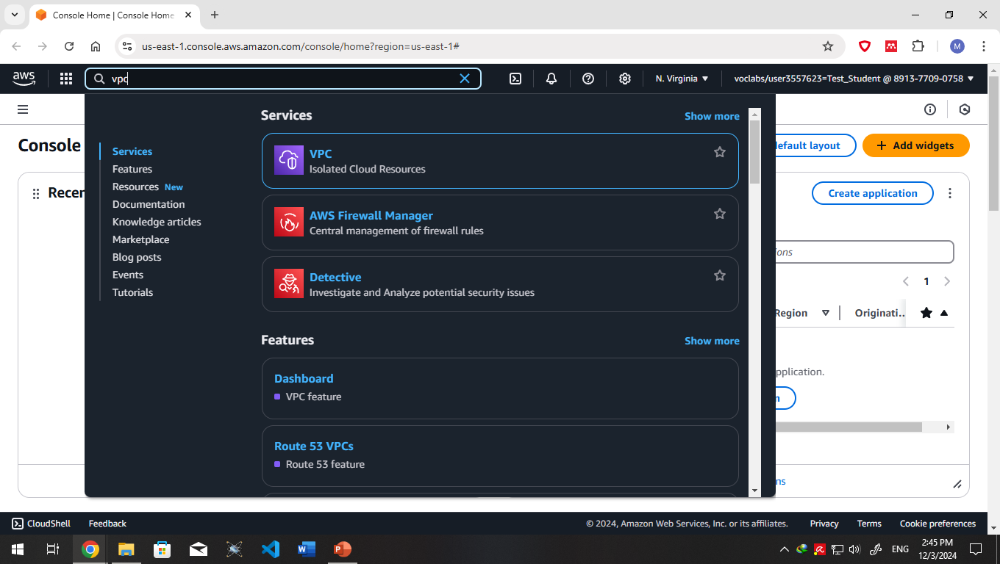 Console Home | Console Home
us-east-1.console.aws.amazon.com/console/home?region=us-east-1#
M
aws
vpc
N. Virginia
voclabs/user3557623=Test_Student @ 8913-7709-0758
Console
default layout
Add widgets
Services
Features
Resources New
Documentation
Knowledge articles
Marketplace
Blog posts
Events
Tutorials
Services
Show more
VPC
Isolated Cloud Resources
AWS Firewall Manager
Central management of firewall rules
Detective
Investigate and Analyze potential security issues
Features
Show more
Dashboard
VPC feature
Route 53 VPCs
Route 53 feature
Recen
Create application
ions
1
Region
Originati..
pplication.
n
ns
CloudShell
Feedback
© 2024, Amazon Web Services, Inc. or its affiliates.
Privacy
Terms
Cookie preferences
ENG
2:45 PM
12/3/2024